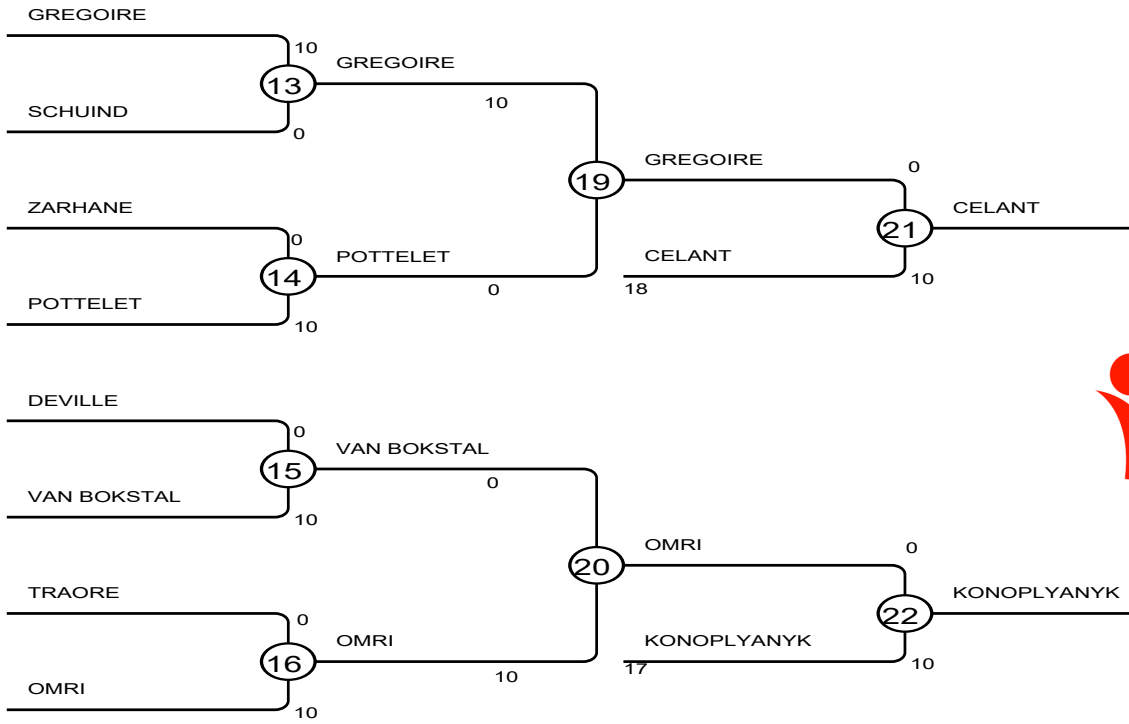 GREGOIRE
10
13
GREGOIRE
10
SCHUIND
0
19
GREGOIRE
0
ZARHANE
0
14
POTTELET
0
POTTELET
10
CELANT
18
21
10
CELANT
DEVILLE
0
15
VAN BOKSTAL
0
VAN BOKSTAL
10
20
OMRI
0
TRAORE
0
16
OMRI
10
OMRI
10
KONOPLYANYK
17
22
10
KONOPLYANYK